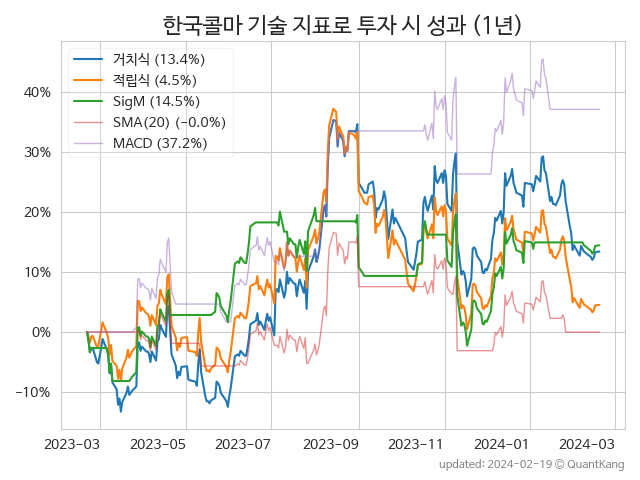 한국콜마 기술 지표로 투자 시 성과 (1년)
거치식 (13.4%)
적립식 (4.5%)
SigM (14.5%)
SMA(20) (−0.0%)
MACD (37.2%)
40%
30%
20%
10%
0%
−10%
2023-03 2023-05 2023-07 2023-09 2023-11 2024-01 2024-03
updated: 2024-02-19 © QuantKang